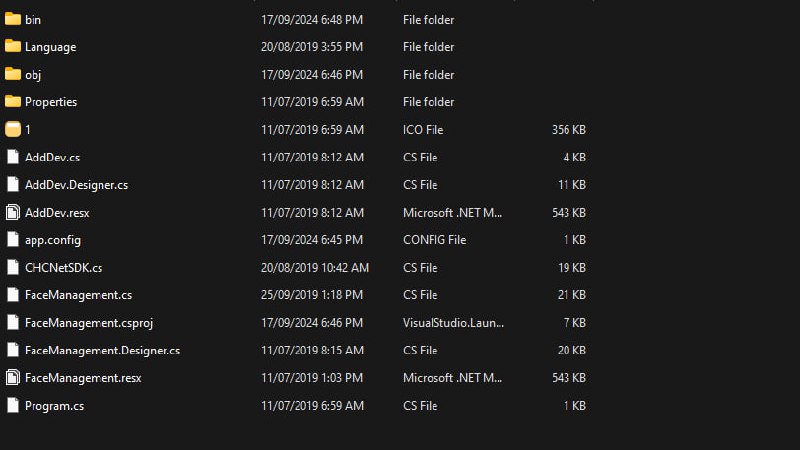 bin 17/09/2024 6:48 PM File folder
Language 20/08/2019 3:55 PM File folder
obj 17/09/2024 6:46 PM File folder
Properties 11/07/2019 6:59 AM File folder
1 11/07/2019 6:59 AM ICO File 356 KB
AddDev.cs 11/07/2019 8:12 AM CS File 4 KB
AddDev.Designer.cs 11/07/2019 8:12 AM CS File 11 KB
AddDev.resx 11/07/2019 8:12 AM Microsoft .NET M... 543 KB
app.config 17/09/2024 6:45 PM CONFIG File 1 KB
CHCNetSDK.cs 20/08/2019 10:42 AM CS File 19 KB
FaceManagement.cs 25/09/2019 1:18 PM CS File 21 KB
FaceManagement.csproj 17/09/2024 6:46 PM VisualStudio.Laun... 7 KB
FaceManagement.Designer.cs 11/07/2019 8:15 AM CS File 20 KB
FaceManagement.resx 11/07/2019 1:03 PM Microsoft .NET M... 543 KB
Program.cs 11/07/2019 6:59 AM CS File 1 KB